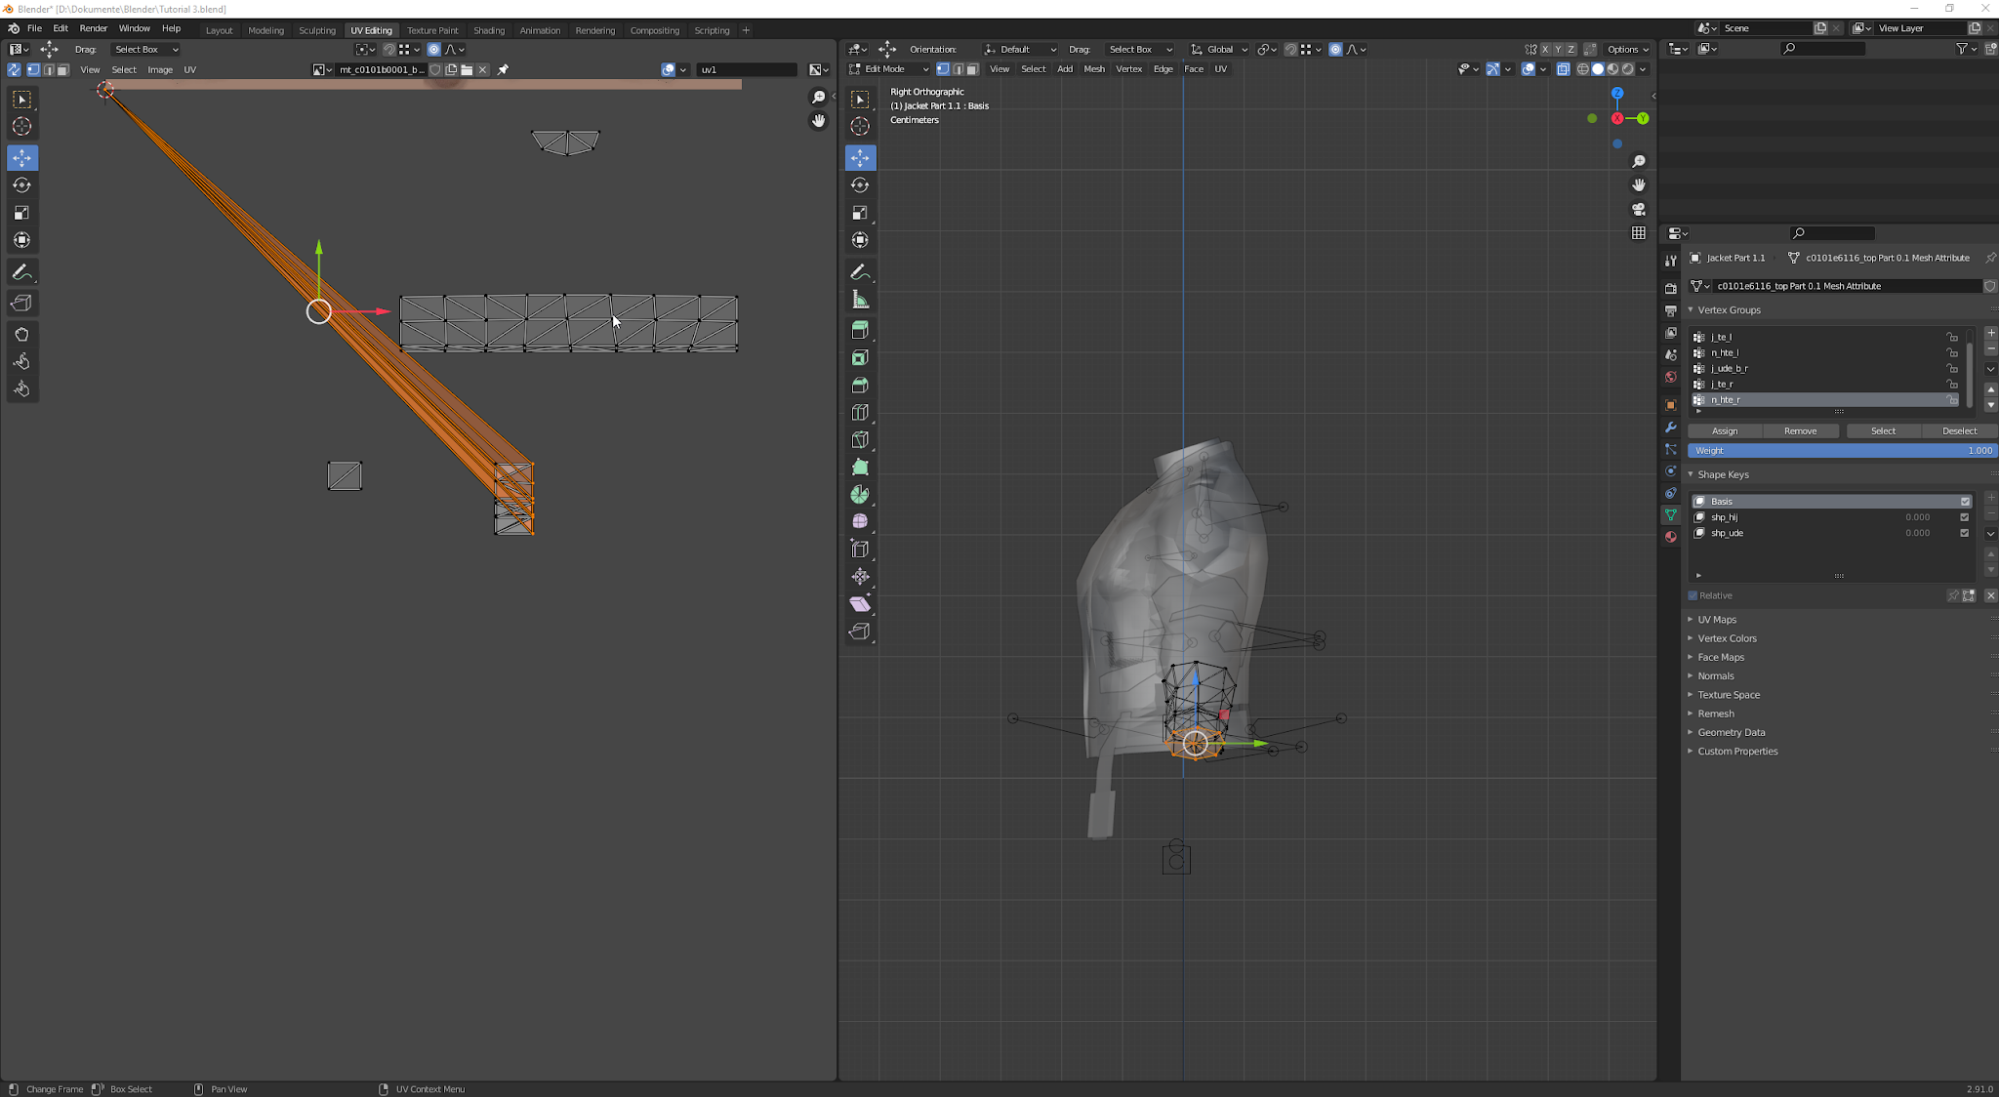 Blender* [D:\Dokumente\Blender\Tutorial 3.blend]
File Edit Render Window Help Layout Modeling Sculpting UV Editing Texture Paint Shading Animation Rendering Compositing Scripting + Scene View Layer
Drag: Select Box Orientation: Default Drag: Select Box Global X Y Z Options
View Select Image UV mt_c0101b0001_b... uv1 Edit Mode View Select Add Mesh Vertex Edge Face UV
Right Orthographic
(1) Jacket Part 1.1 : Basis
Centimeters
Z
X
Y
Jacket Part 1.1 c0101e6116_top Part 0.1 Mesh Attribute
c0101e6116_top Part 0.1 Mesh Attribute
Vertex Groups
j_te_l
n_hte_l
j_ude_b_r
j_te_r
n_hte_r
Assign Remove Select Deselect
Weight 1.000
Shape Keys
Basis
shp_hij 0.000
shp_ude 0.000
Relative
UV Maps
Vertex Colors
Face Maps
Normals
Texture Space
Remesh
Geometry Data
Custom Properties
Change Frame Box Select Pan View UV Context Menu 2.91.0